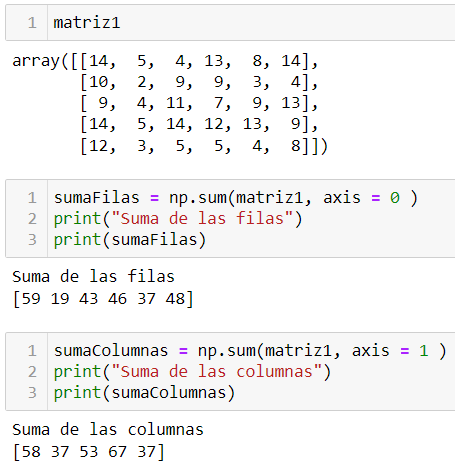 1 matriz1
array([[14,  5,  4, 13,  8, 14],
       [10,  2,  9,  9,  3,  4],
       [ 9,  4, 11,  7,  9, 13],
       [14,  5, 14, 12, 13,  9],
       [12,  3,  5,  5,  4,  8]])
1 sumaFilas = np.sum(matriz1, axis = 0 )
2 print("Suma de las filas")
3 print(sumaFilas)
Suma de las filas
[59 19 43 46 37 48]
1 sumaColumnas = np.sum(matriz1, axis = 1 )
2 print("Suma de las columnas")
3 print(sumaColumnas)
Suma de las columnas
[58 37 53 67 37]